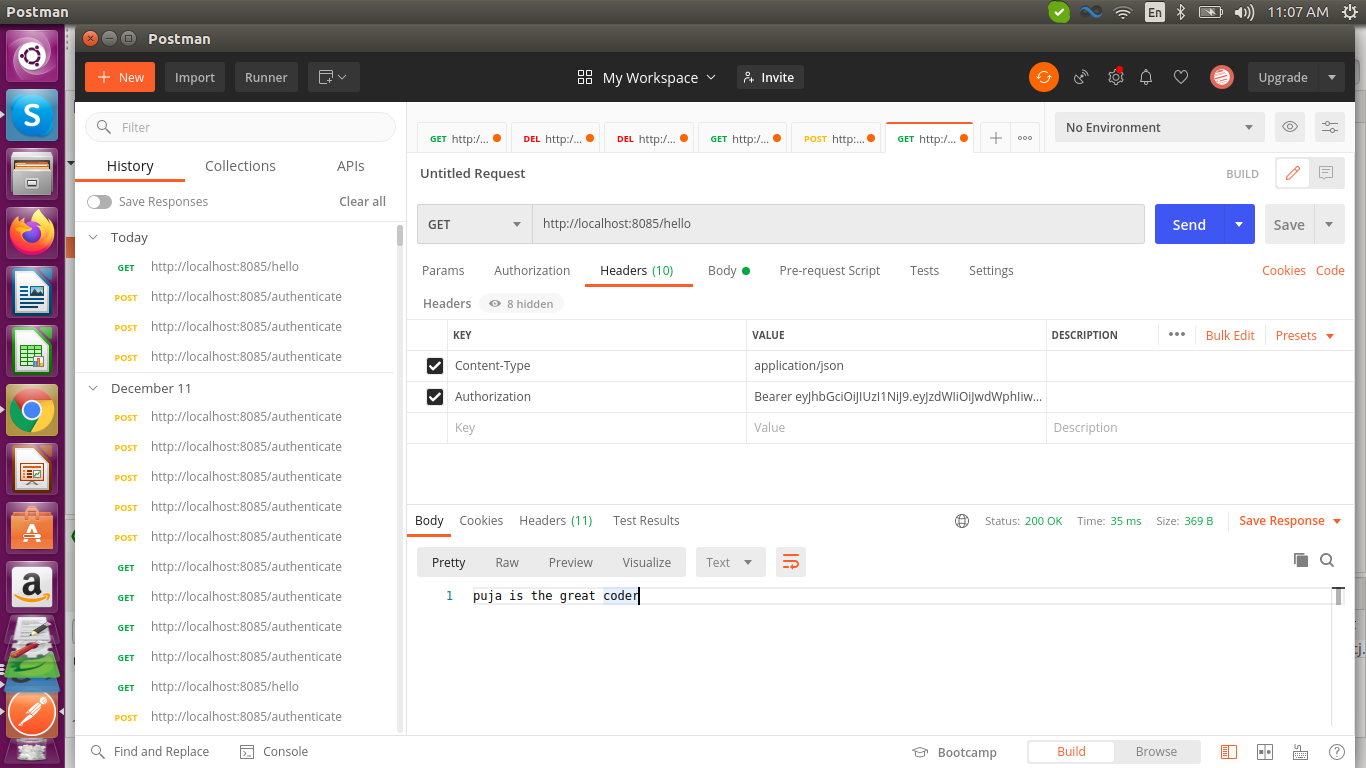 Postman
En
11:07 AM
Postman
New
Import
Runner
My Workspace
Invite
Upgrade
Filter
History Collections APIs
Save Responses Clear all
Today
GET http://localhost:8085/hello
POST http://localhost:8085/authenticate
POST http://localhost:8085/authenticate
POST http://localhost:8085/authenticate
December 11
POST http://localhost:8085/authenticate
POST http://localhost:8085/authenticate
POST http://localhost:8085/authenticate
POST http://localhost:8085/authenticate
POST http://localhost:8085/authenticate
GET http://localhost:8085/authenticate
GET http://localhost:8085/authenticate
GET http://localhost:8085/authenticate
GET http://localhost:8085/authenticate
GET http://localhost:8085/hello
POST http://localhost:8085/authenticate
GET http:/...
DEL http:/...
DEL http:/...
GET http:/...
POST http:...
GET http:/...
No Environment
Untitled Request
BUILD
GET http://localhost:8085/hello
Send
Save
Params Authorization Headers (10) Body Pre-request Script Tests Settings Cookies Code
Headers 8 hidden
KEY VALUE DESCRIPTION ••• Bulk Edit Presets
Content-Type application/json
Authorization Bearer eyJhbGciOiJIUzI1NiJ9.eyJzdWIiOiJwdWphIiw...
Key Value Description
Body Cookies Headers (11) Test Results Status: 200 OK Time: 35 ms Size: 369 B Save Response
Pretty Raw Preview Visualize Text
1 puja is the great coder
Find and Replace Console Bootcamp Build Browse